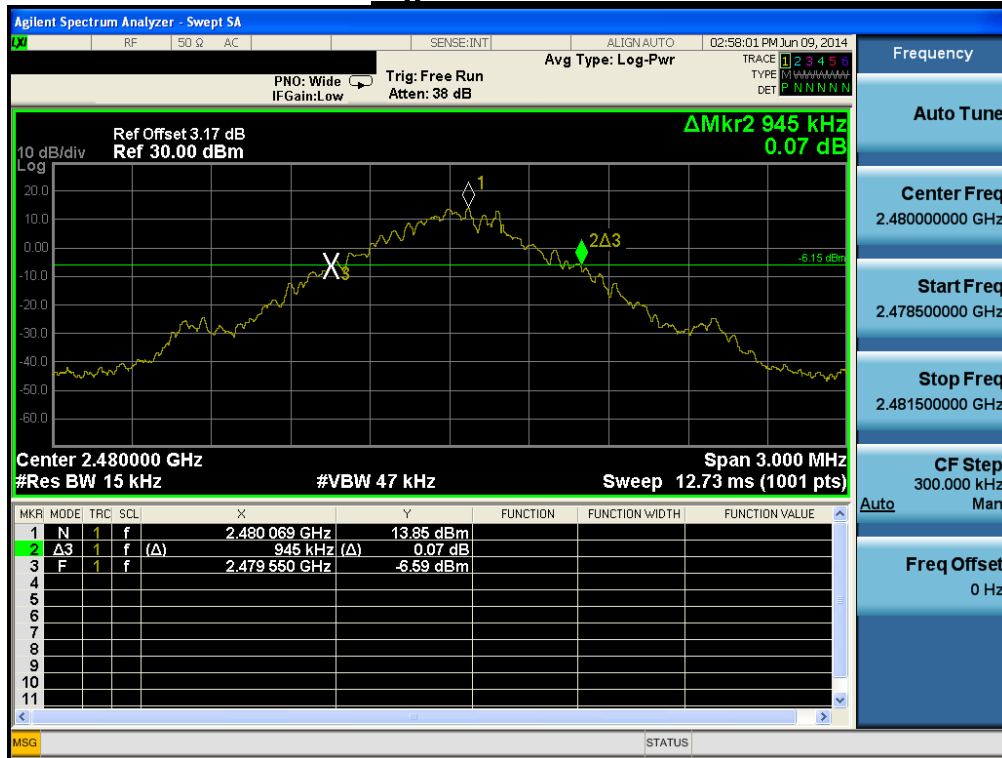 Agilent Spectrum Analyzer - Swept SA
LXI RF 50 Ω AC SENSE:INT ALIGN AUTO 02:58:01 PM Jun 09, 2014
Avg Type: Log-Pwr TRACE 1 2 3 4 5 6
PNO: Wide Trig: Free Run TYPE M WWWWW
IFGain:Low Atten: 38 dB DET P N N N N N
ΔMkr2 945 kHz
0.07 dB
Ref Offset 3.17 dB
10 dB/div Ref 30.00 dBm
Log
20.0
10.0
0.00
-10.0
-20.0
-30.0
-40.0
-50.0
-60.0
1
2Δ3
-6.15 dBm
X3
Center 2.480000 GHz Span 3.000 MHz
#Res BW 15 kHz #VBW 47 kHz Sweep 12.73 ms (1001 pts)
MKR MODE TRC SCL X Y FUNCTION FUNCTION WIDTH FUNCTION VALUE
1 N 1 f 2.480 069 GHz 13.85 dBm
2 Δ3 1 f (Δ) 945 kHz (Δ) 0.07 dB
3 F 1 f 2.479 550 GHz -6.59 dBm
4
5
6
7
8
9
10
11
MSG STATUS
Frequency
Auto Tune
Center Freq
2.480000000 GHz
Start Freq
2.478500000 GHz
Stop Freq
2.481500000 GHz
CF Step
300.000 kHz
Auto Man
Freq Offset
0 Hz